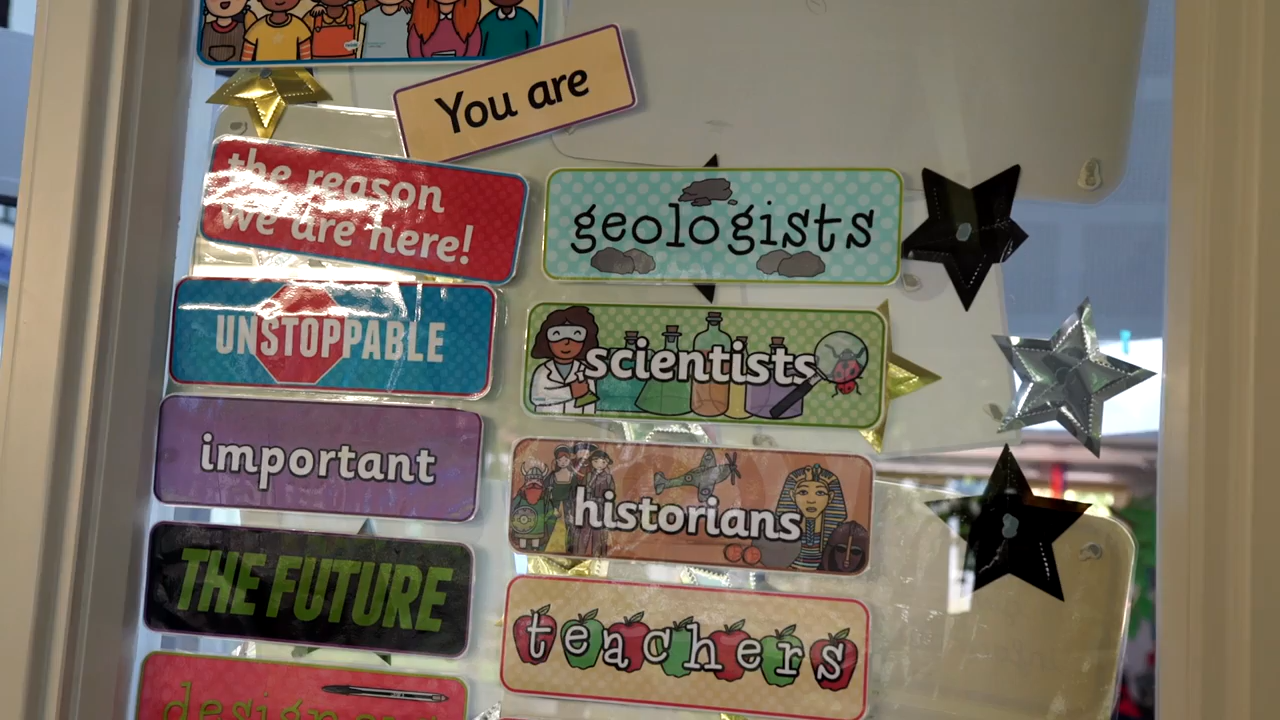 You are
the reason
we are here!
geologists
UNSTOPPABLE
scientists
important
historians
THE FUTURE
teachers